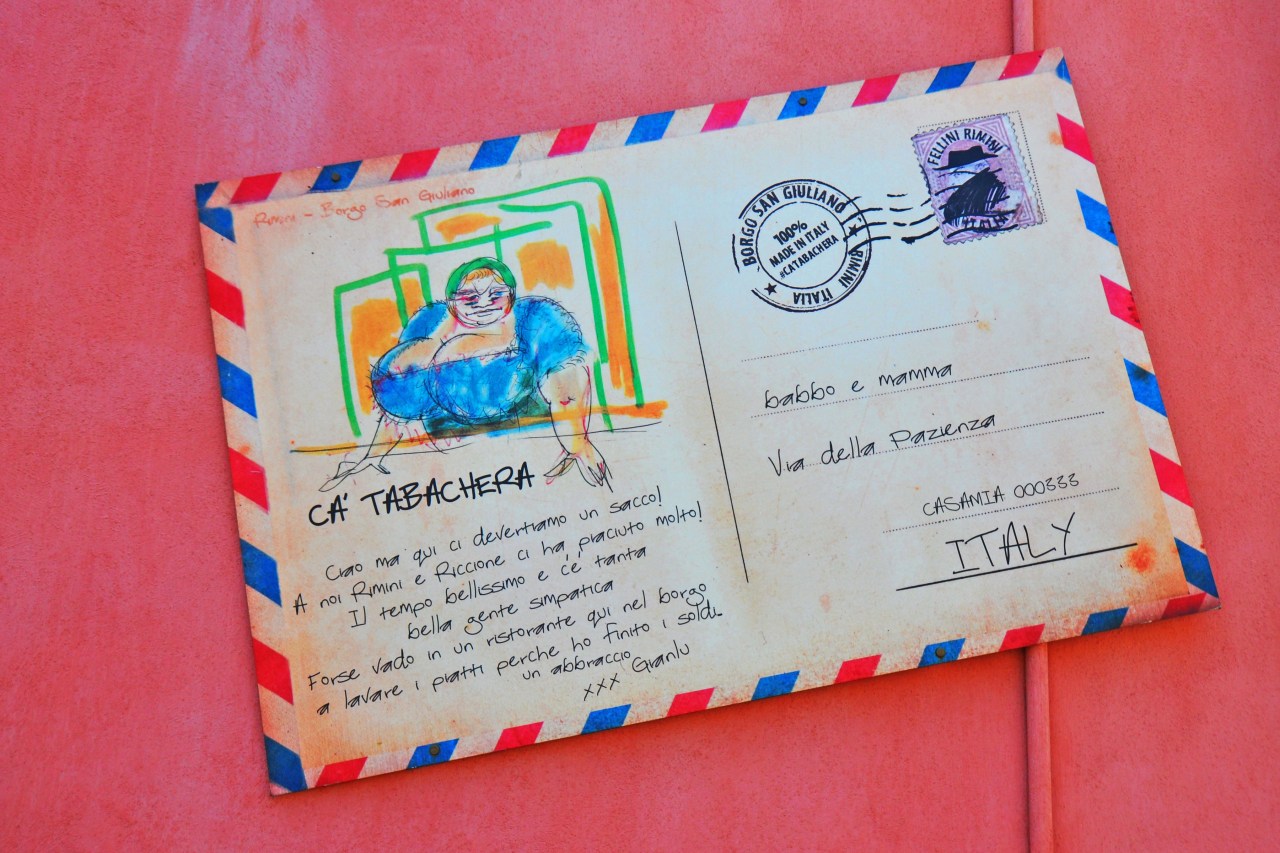 Rimini - Borgo San Giuliano
CA' TABACHERA
Ciao ma qui ci devertiamo un sacco!
A noi Rimini e Riccione ci ha piaciuto molto!
Il tempo bellissimo e c'é tanta
bella gente simpatica
Forse vado in un ristorante qui nel borgo
a lavare i piatti perche ho finito i soldi..
un abbraccio
xxx Gianlu
FELLINI RIMINI
ITALIA
BORGO SAN GIULIANO
100%
MADE IN ITALY
#CATABACHERA
RIMINI ITALIA
babbo e mamma
Via della Pazienza
CASAMIA 000333
ITALY